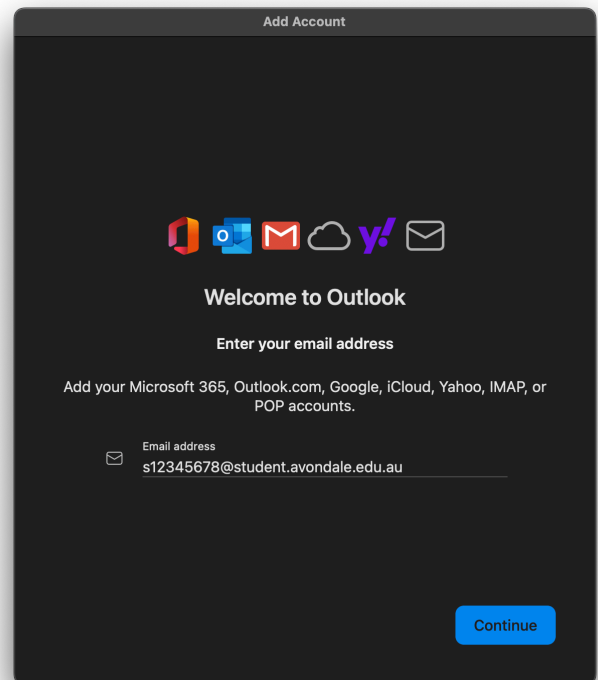 Add Account
Welcome to Outlook
Enter your email address
Add your Microsoft 365, Outlook.com, Google, iCloud, Yahoo, IMAP, or
POP accounts.
Email address
s12345678@student.avondale.edu.au
Continue